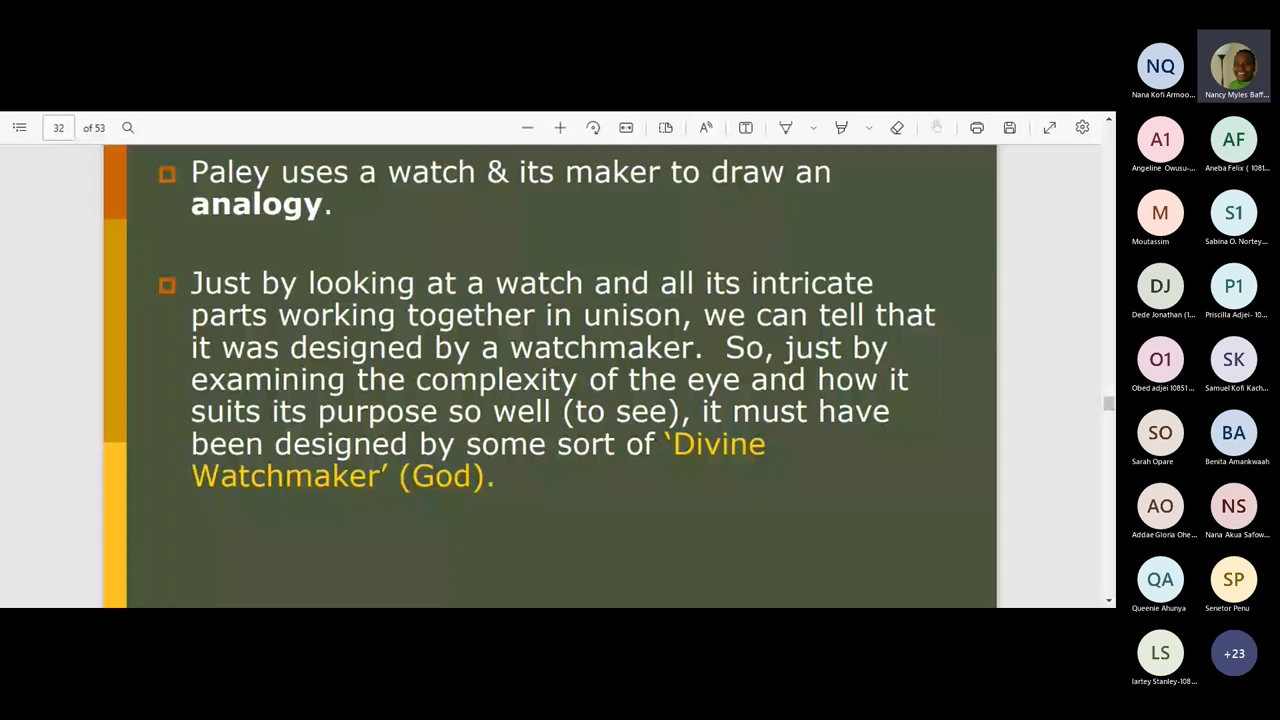 32 of 53
Paley uses a watch & its maker to draw an
analogy.
Just by looking at a watch and all its intricate
parts working together in unison, we can tell that
it was designed by a watchmaker. So, just by
examining the complexity of the eye and how it
suits its purpose so well (to see), it must have
been designed by some sort of ‘Divine
Watchmaker’ (God).
NQ
Nana Kofi Armoo...
Nancy Myles Baff...
A1
Angeline Owusu-...
AF
Aneba Felix ( 1081...
M
Moutassim
S1
Sabina O. Nortey...
DJ
Dede Jonathan (1...
P1
Priscilla Adjei- 10...
O1
Obed adjei 10851...
SK
Samuel Kofi Kach...
SO
Sarah Opare
BA
Benita Amankwaah
AO
Addae Gloria Ohe...
NS
Nana Akua Safow...
QA
Queenie Ahunya
SP
Senetor Penu
LS
lartey Stanley-108...
+23